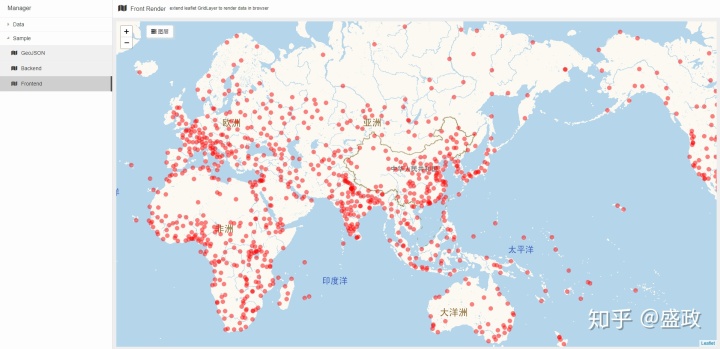 Manager
Data
Sample
GeoJSON
Backend
Frontend
Front Render extend leaflet GridLayer to render data in browser
+
−
图层
欧洲
亚洲
中华人民共和国
非洲
太平洋
印度洋
大洋洲
知乎 @盛政
Leaflet